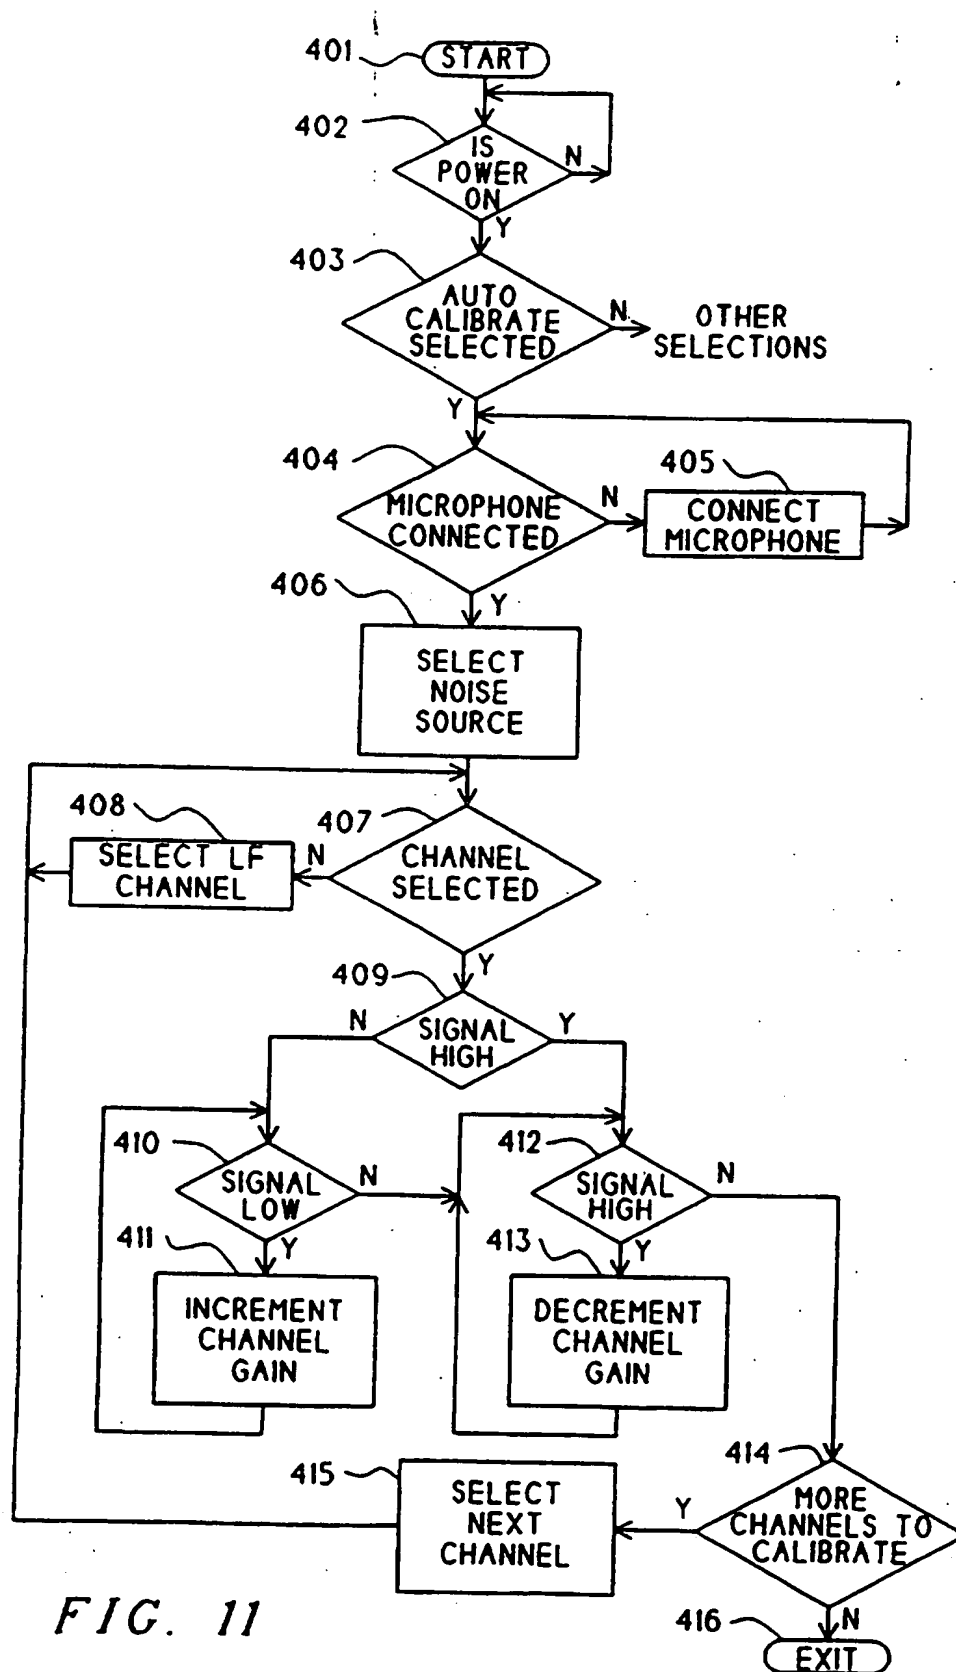 401
START
402
IS
POWER
ON
N
Y
403
AUTO
CALIBRATE
SELECTED
N
OTHER
SELECTIONS
Y
404
MICROPHONE
CONNECTED
N
405
CONNECT
MICROPHONE
Y
406
SELECT
NOISE
SOURCE
408
SELECT LF
CHANNEL
N
407
CHANNEL
SELECTED
Y
409
SIGNAL
HIGH
N
Y
410
SIGNAL
LOW
N
Y
411
INCREMENT
CHANNEL
GAIN
412
SIGNAL
HIGH
N
Y
413
DECREMENT
CHANNEL
GAIN
414
MORE
CHANNELS TO
CALIBRATE
Y
415
SELECT
NEXT
CHANNEL
N
416
EXIT
FIG. 11